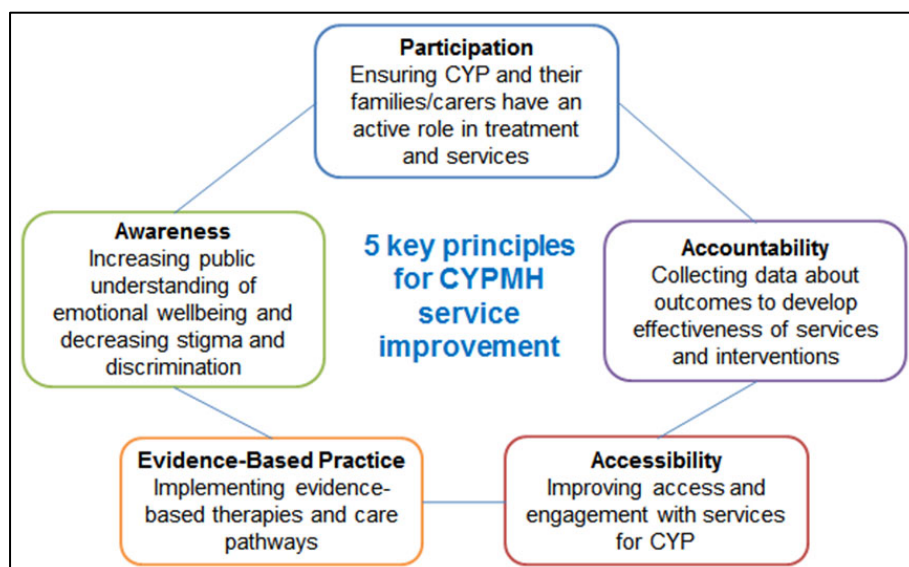 Participation
Ensuring CYP and their
families/carers have an
active role in treatment
and services
Awareness
Increasing public
understanding of
emotional wellbeing and
decreasing stigma and
discrimination
5 key principles
for CYPMH
service
improvement
Accountability
Collecting data about
outcomes to develop
effectiveness of services
and interventions
Evidence-Based Practice
Implementing evidence-
based therapies and care
pathways
Accessibility
Improving access and
engagement with services
for CYP